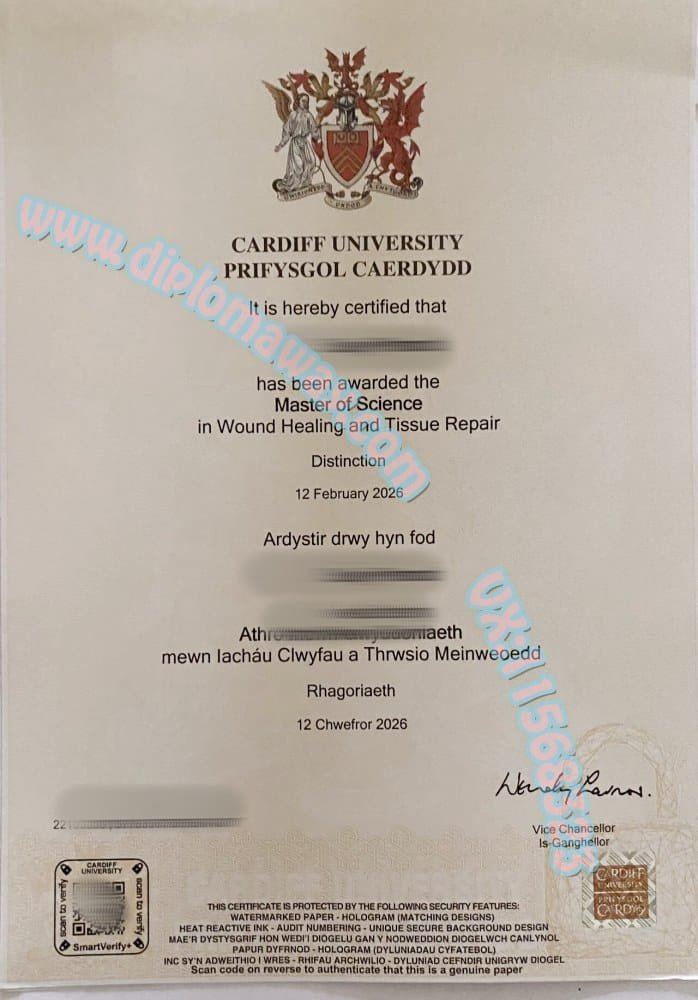 CARDIFF UNIVERSITY
PRIFYSGOL CAERDYDD
It is hereby certified that
has been awarded the
Master of Science
in Wound Healing and Tissue Repair
Distinction
12 February 2026
Ardystir drwy hyn fod
mewn Iacháu Clwyfau a Thrwsio Meinweoedd
Rhagoriaeth
12 Chwefror 2026
Vice Chancellor
Is-Ganghellor
CARDIFF
UNIVERSITY
scan to verify
scan to verify
SmartVerify+
CARDIFF
UNIVERSITY
PRIFYSGOL
THIS CERTIFICATE IS PROTECTED BY THE FOLLOWING SECURITY FEATURES:
WATERMARKED PAPER - HOLOGRAM (MATCHING DESIGNS)
HEAT REACTIVE INK - AUDIT NUMBERING - UNIQUE SECURE BACKGROUND DESIGN
MAE'R DYSTYSGRIF HON WEDI'I DIOGELU GAN Y NODWEDDION DIOGELWCH CANLYNOL
PAPUR DYFRNOD - HOLOGRAM (DYLUNIADAU CYFATEBOL)
INC SY'N ADWEITHIO I WRES - RHIFAU ARCHWILIO - DYLUNIAD CEFNDIR UNIGRYW DIOGEL
Scan code on reverse to authenticate that this is a genuine paper
www.diplomawax.com